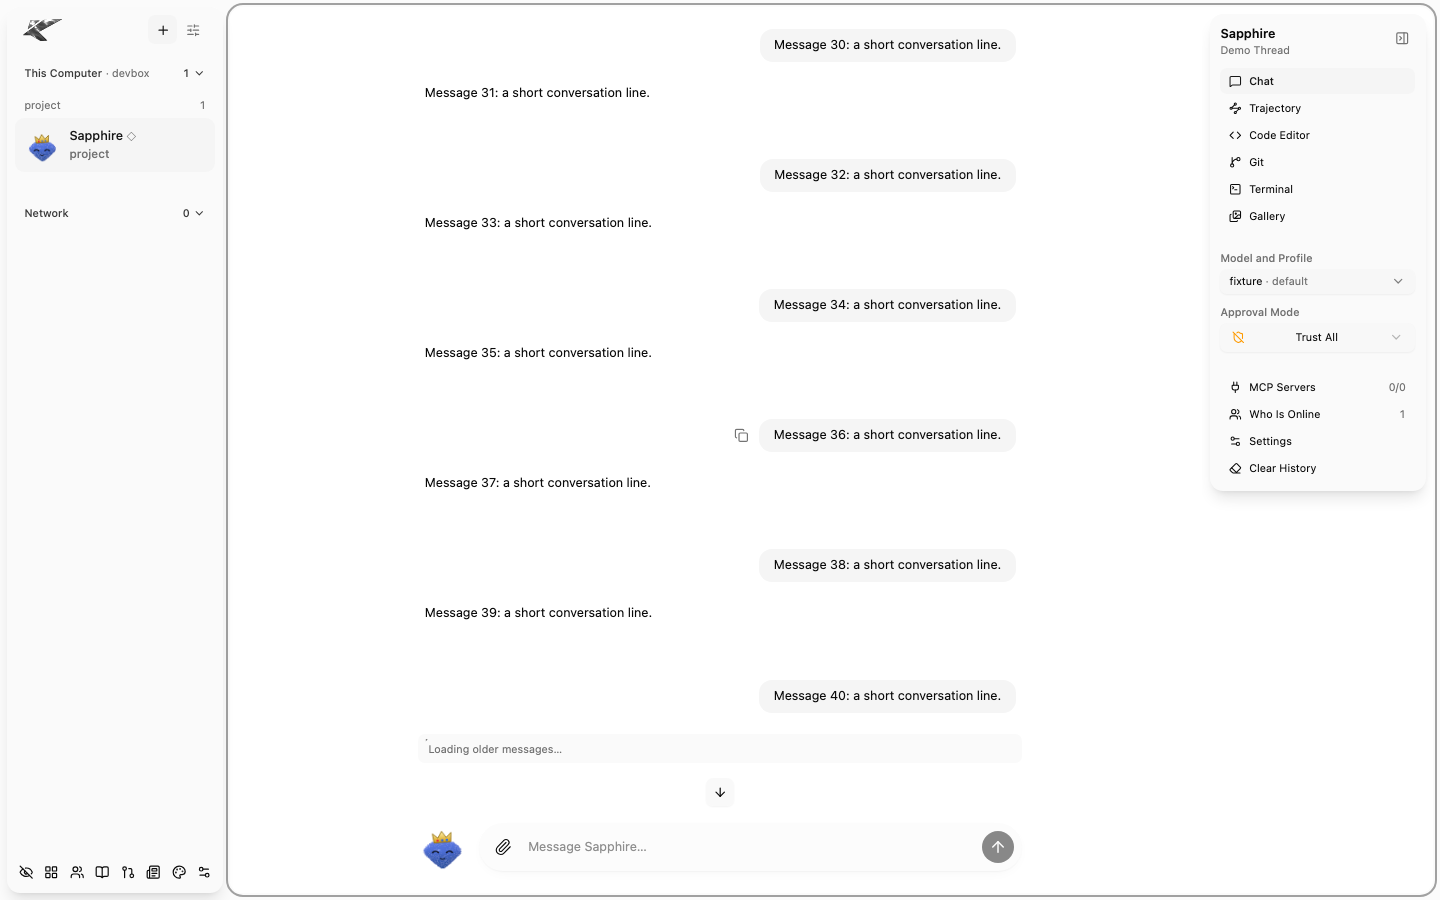 This Computer · devbox 1
project 1
Sapphire
project
Network 0
Message 30: a short conversation line.
Message 31: a short conversation line.
Message 32: a short conversation line.
Message 33: a short conversation line.
Message 34: a short conversation line.
Message 35: a short conversation line.
Message 36: a short conversation line.
Message 37: a short conversation line.
Message 38: a short conversation line.
Message 39: a short conversation line.
Message 40: a short conversation line.
Loading older messages...
Message Sapphire...
Sapphire
Demo Thread
Chat
Trajectory
Code Editor
Git
Terminal
Gallery
Model and Profile
fixture · default
Approval Mode
Trust All
MCP Servers 0/0
Who Is Online 1
Settings
Clear History